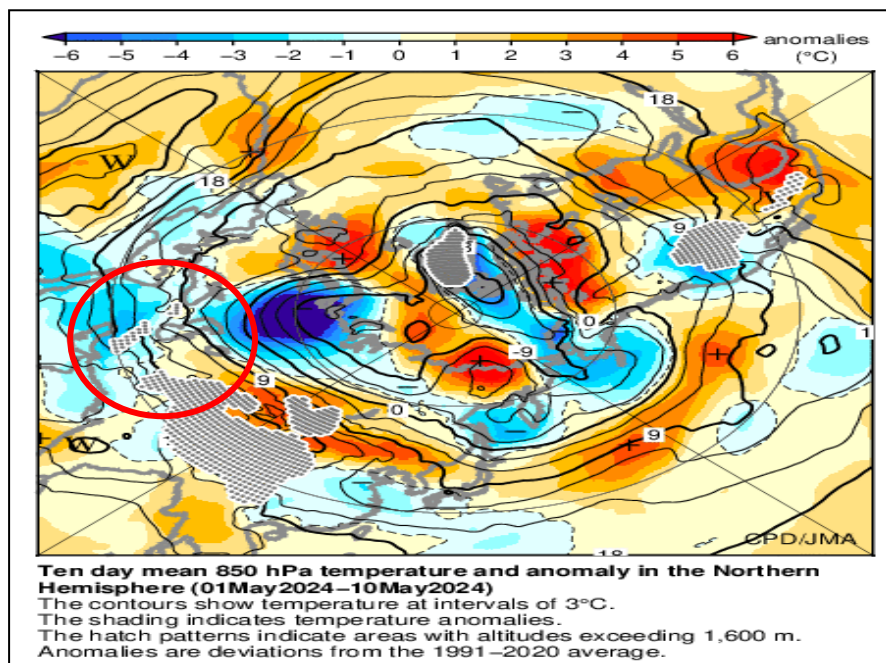 −6 −5 −4 −3 −2 −1 0 1 2 3 4 5 6 anomalies
(°C)
18
W
18
9
0
-9
1
9
0
9
W
CPD/JMA
18
Ten day mean 850 hPa temperature and anomaly in the Northern
Hemisphere (01May2024−10May2024)
The contours show temperature at intervals of 3°C.
The shading indicates temperature anomalies.
The hatch patterns indicate areas with altitudes exceeding 1,600 m.
Anomalies are deviations from the 1991−2020 average.